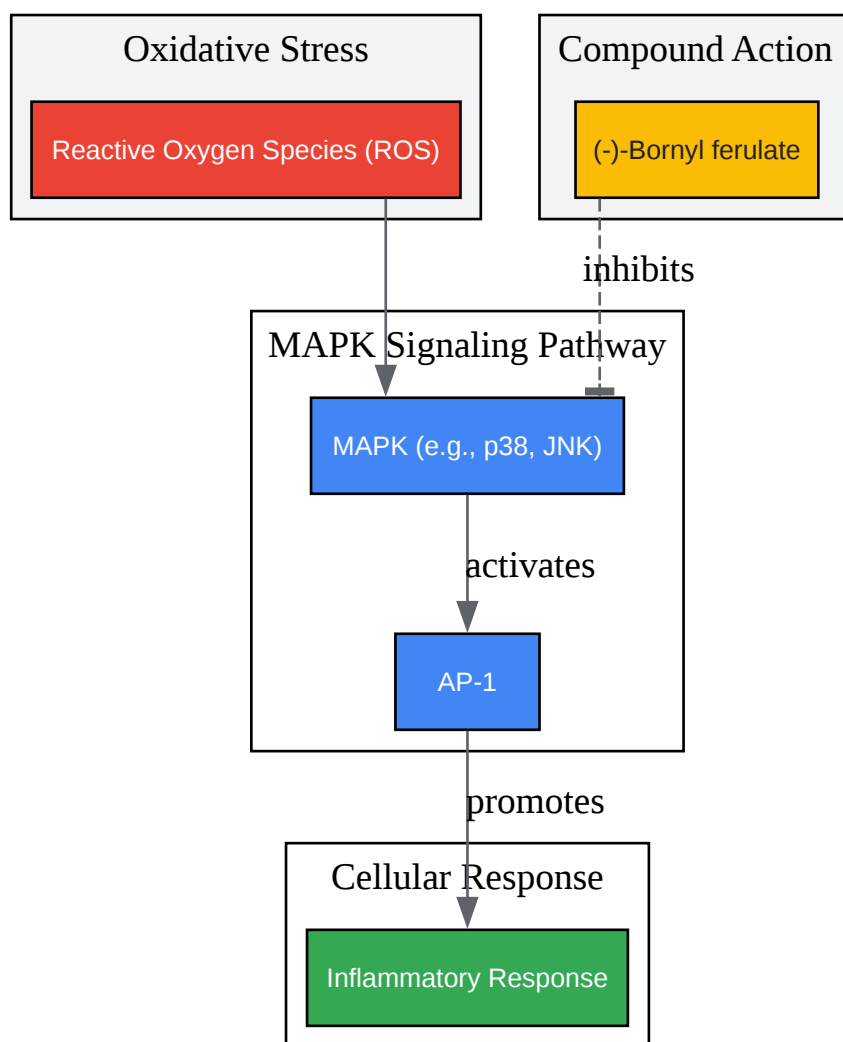 Oxidative Stress
Compound Action
Reactive Oxygen Species (ROS)
(-)-Bornyl ferulate
inhibits
MAPK Signaling Pathway
MAPK (e.g., p38, JNK)
activates
AP-1
promotes
Cellular Response
Inflammatory Response